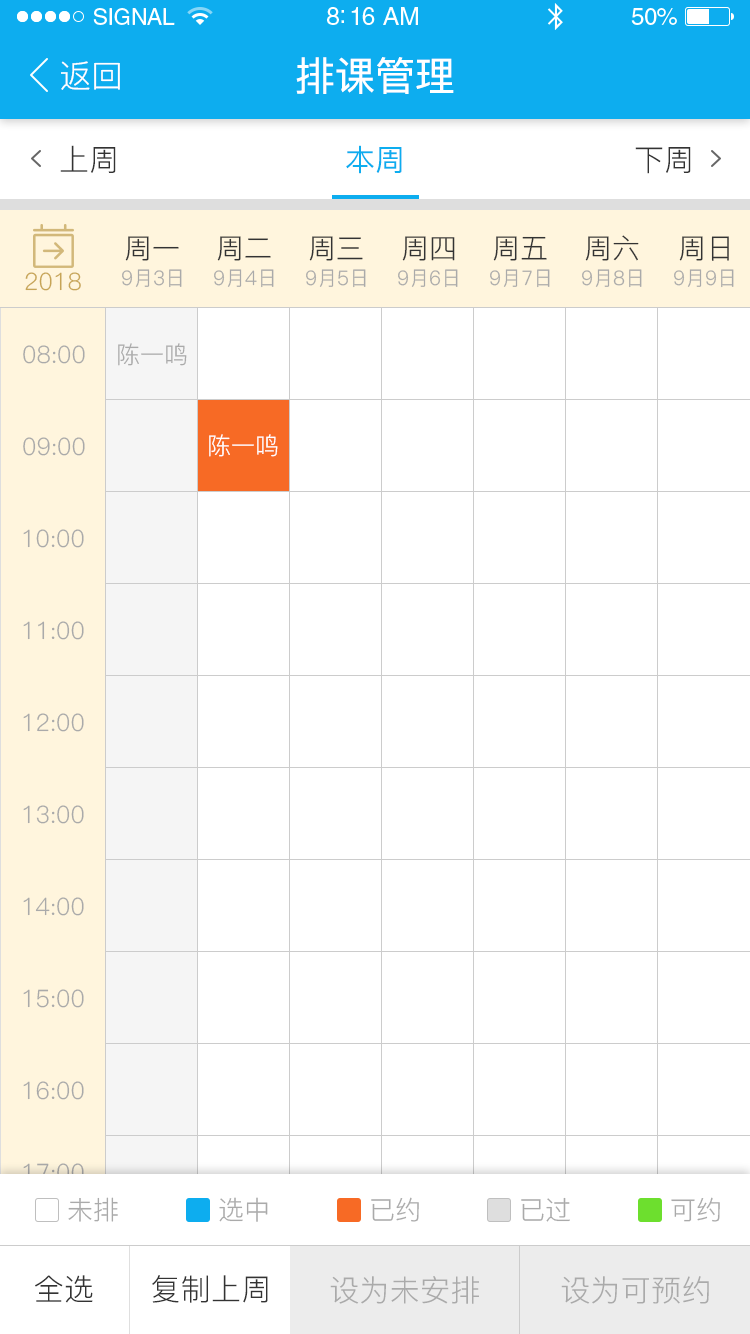 SIGNAL 8:16 AM 50%
返回 排课管理
上周 本周 下周
周一 周二 周三 周四 周五 周六 周日
2018 9月3日 9月4日 9月5日 9月6日 9月7日 9月8日 9月9日
08:00 陈一鸣
09:00 陈一鸣
10:00
11:00
12:00
13:00
14:00
15:00
16:00
17:00
未排 选中 已约 已过 可约
全选 复制上周 设为未安排 设为可预约